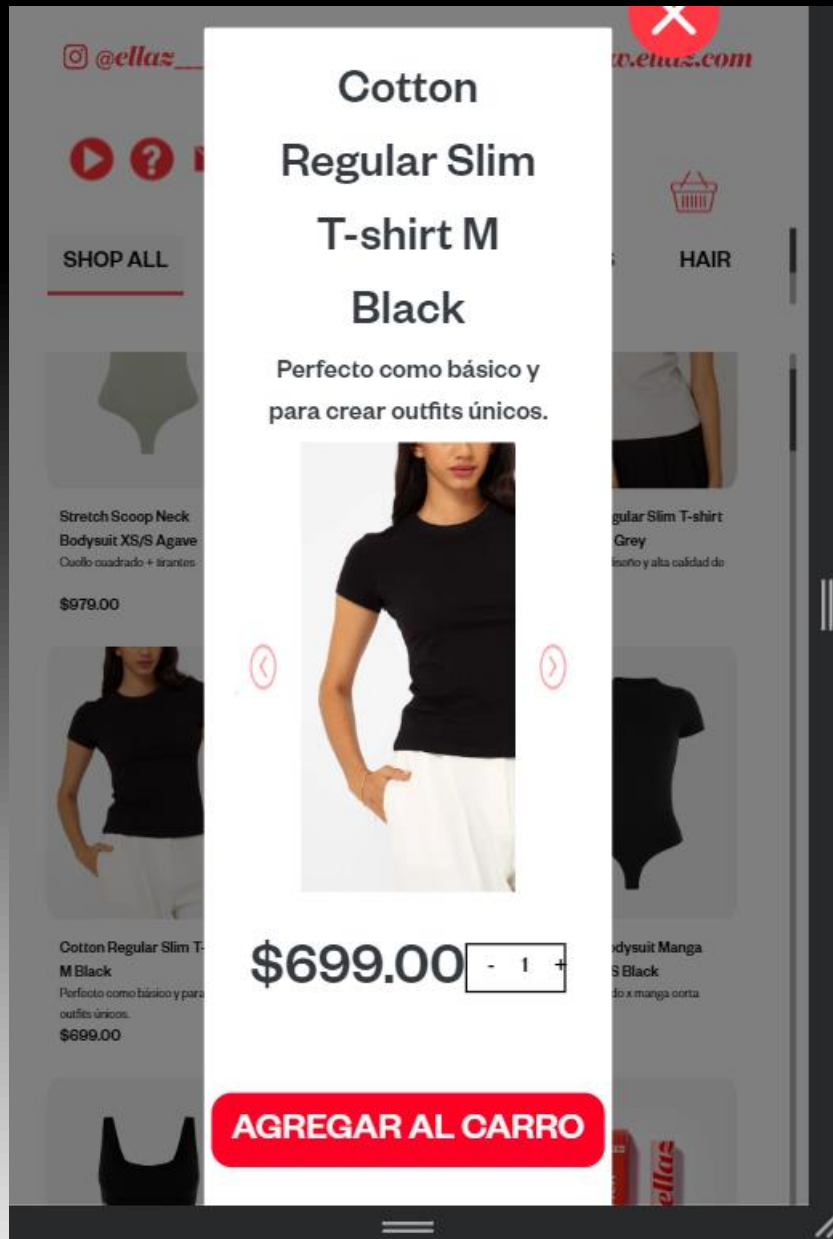 @ellaz__
w.ellaz.com
SHOP ALL
HAIR
Cotton
Regular Slim
T-shirt M
Black
Perfecto como básico y
para crear outfits únicos.
$699.00
- 1 +
AGREGAR AL CARRO
Stretch Scoop Neck
Bodysuit XS/S Agave
Cuello cuadrado + tirantes
$979.00
gular Slim T-shirt
Grey
iseño y alta calidad de
Cotton Regular Slim T-
M Black
Perfecto como básico y para
outfits únicos.
$699.00
odysuit Manga
S Black
do x manga corta
ellaz